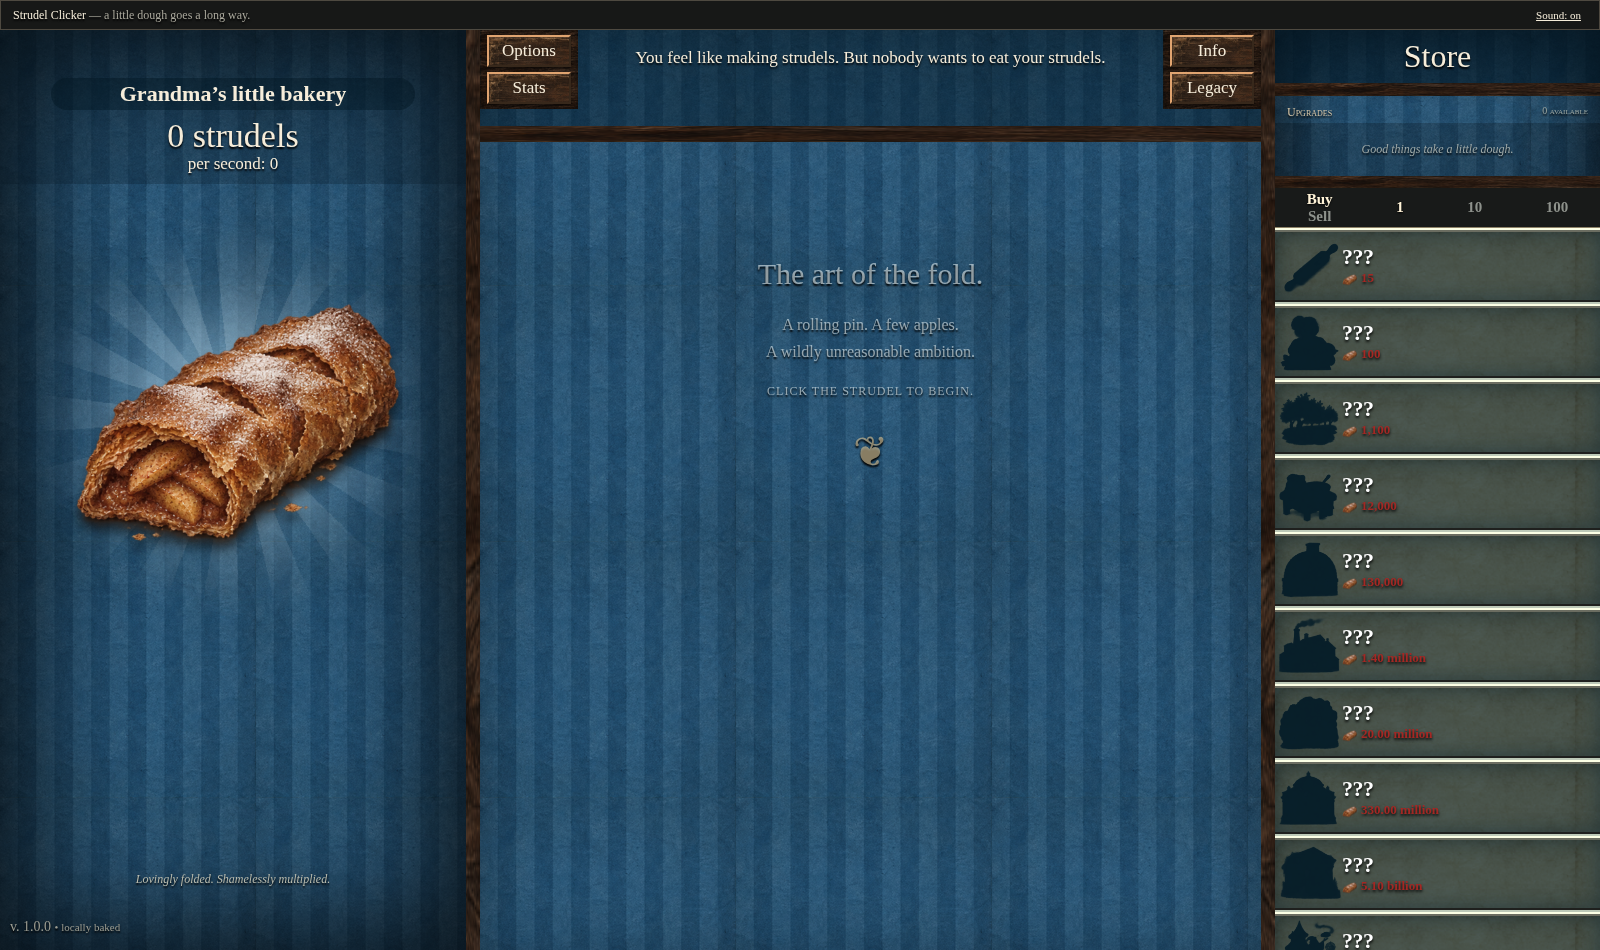 Strudel Clicker — a little dough goes a long way.
Sound: on
Grandma’s little bakery
0 strudels
per second: 0
Lovingly folded. Shamelessly multiplied.
v. 1.0.0 • locally baked
Options
Stats
You feel like making strudels. But nobody wants to eat your strudels.
Info
Legacy
The art of the fold.
A rolling pin. A few apples.
A wildly unreasonable ambition.
CLICK THE STRUDEL TO BEGIN.
Store
Upgrades
0 available
Good things take a little dough.
Buy
Sell
1
10
100
???
15
???
100
???
1,100
???
12,000
???
130,000
???
1.40 million
???
20.00 million
???
330.00 million
???
5.10 billion
???